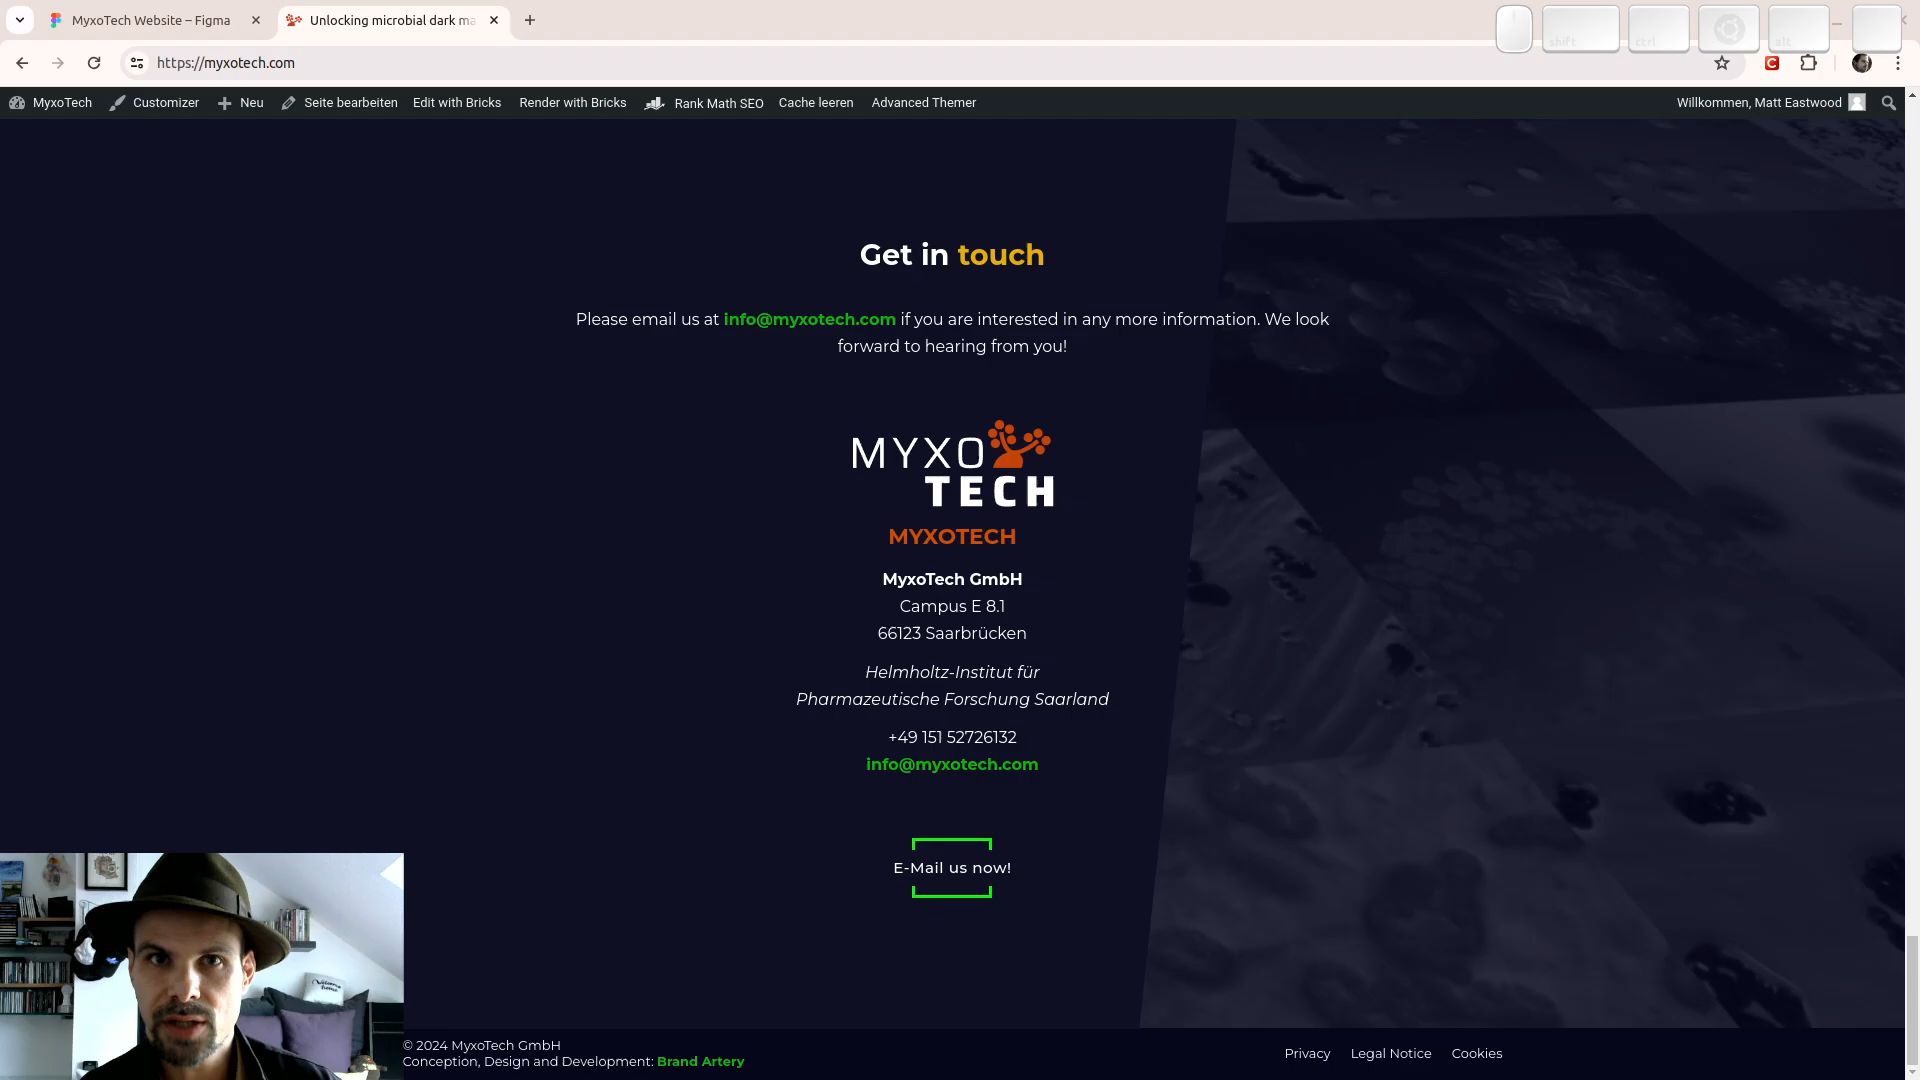 MyxoTech Website – Figma
Unlocking microbial dark ma
shift
ctrl
alt
https://myxotech.com
MyxoTech
Customizer
Neu
Seite bearbeiten
Edit with Bricks
Render with Bricks
Rank Math SEO
Cache leeren
Advanced Themer
Willkommen, Matt Eastwood
Get in touch
Please email us at info@myxotech.com if you are interested in any more information. We look
forward to hearing from you!
MYXO
TECH
MYXOTECH
MyxoTech GmbH
Campus E 8.1
66123 Saarbrücken
Helmholtz-Institut für
Pharmazeutische Forschung Saarland
+49 151 52726132
info@myxotech.com
E-Mail us now!
© 2024 MyxoTech GmbH
Conception, Design and Development: Brand Artery
Privacy
Legal Notice
Cookies